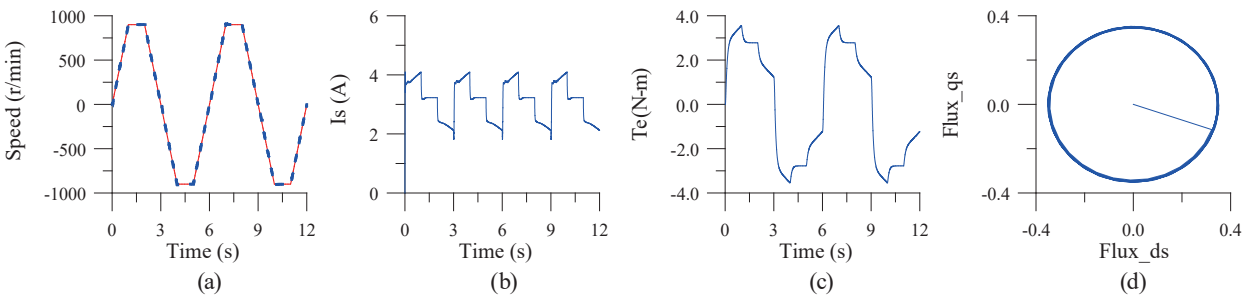 1000
500
0
-500
-1000
Speed (r/min)
0 3 6 9 12
Time (s)
(a)
6
4
2
0
Is (A)
0 3 6 9 12
Time (s)
(b)
4.0
2.0
0.0
-2.0
-4.0
Te(N-m)
0 3 6 9 12
Time (s)
(c)
0.4
0.0
-0.4
Flux_qs
-0.4 0.0 0.4
Flux_ds
(d)